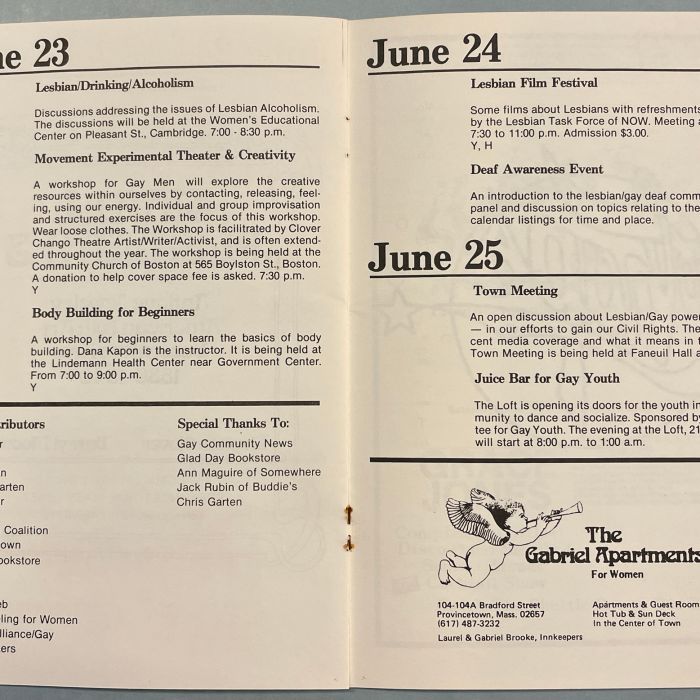 ne 23
Lesbian/Drinking/Alcoholism
Discussions addressing the issues of Lesbian Alcoholism.
The discussions will be held at the Women's Educational
Center on Pleasant St., Cambridge. 7:00 - 8:30 p.m.
Movement Experimental Theater & Creativity
A workshop for Gay Men will explore the creative
resources within ourselves by contacting, releasing, feel-
ing, using our energy. Individual and group improvisation
and structured exercises are the focus of this workshop.
Wear loose clothes. The Workshop is facilitrated by Clover
Chango Theatre Artist/Writer/Activist, and is often extend-
ed throughout the year. The workshop is being held at the
Community Church of Boston at 565 Boylston St., Boston.
A donation to help cover space fee is asked. 7:30 p.m.
Y
Body Building for Beginners
A workshop for beginners to learn the basics of body
building. Dana Kapon is the instructor. It is being held at
the Lindemann Health Center near Government Center.
From 7:00 to 9:00 p.m.
Y
tributors
r
n
arten
r
Coalition
own
ookstore
eb
ling for Women
lliance/Gay
ers
Special Thanks To:
Gay Community News
Glad Day Bookstore
Ann Maguire of Somewhere
Jack Rubin of Buddie's
Chris Garten
June 24
Lesbian Film Festival
Some films about Lesbians with refreshments
by the Lesbian Task Force of NOW. Meeting a
7:30 to 11:00 p.m. Admission $3.00.
Y, H
Deaf Awareness Event
An introduction to the lesbian/gay deaf comm
panel and discussion on topics relating to the
calendar listings for time and place.
June 25
Town Meeting
An open discussion about Lesbian/Gay power
— in our efforts to gain our Civil Rights. The
cent media coverage and what it means in t
Town Meeting is being held at Faneuil Hall a
Juice Bar for Gay Youth
The Loft is opening its doors for the youth in
munity to dance and socialize. Sponsored by
tee for Gay Youth. The evening at the Loft, 21
will start at 8:00 p.m. to 1:00 a.m.
The
Gabriel Apartments
For Women
104-104A Bradford Street
Provincetown, Mass. 02657
(617) 487-3232
Laurel & Gabriel Brooke, Innkeepers
Apartments & Guest Room
Hot Tub & Sun Deck
In the Center of Town